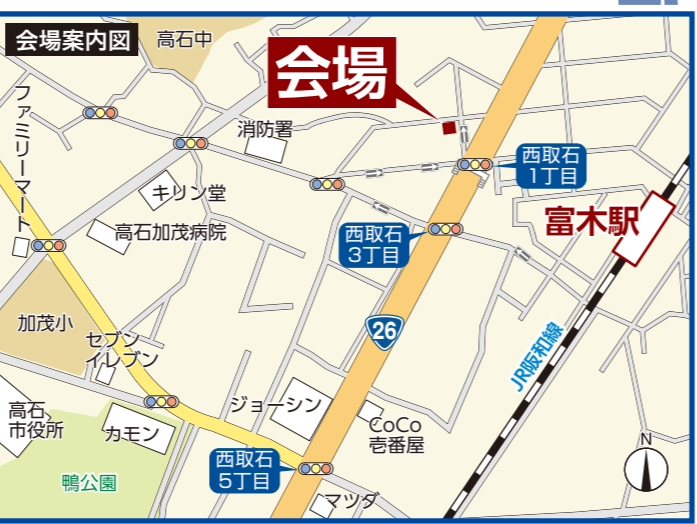 会場案内図
高石中
会場
ファミリーマート
消防署
西取石
1丁目
キリン堂
富木駅
高石加茂病院
西取石
3丁目
加茂小
26
セブン
イレブン
JR阪和線
高石
市役所
カモン
ジョーシン
CoCo
壱番屋
N
西取石
5丁目
鴨公園
マツダ